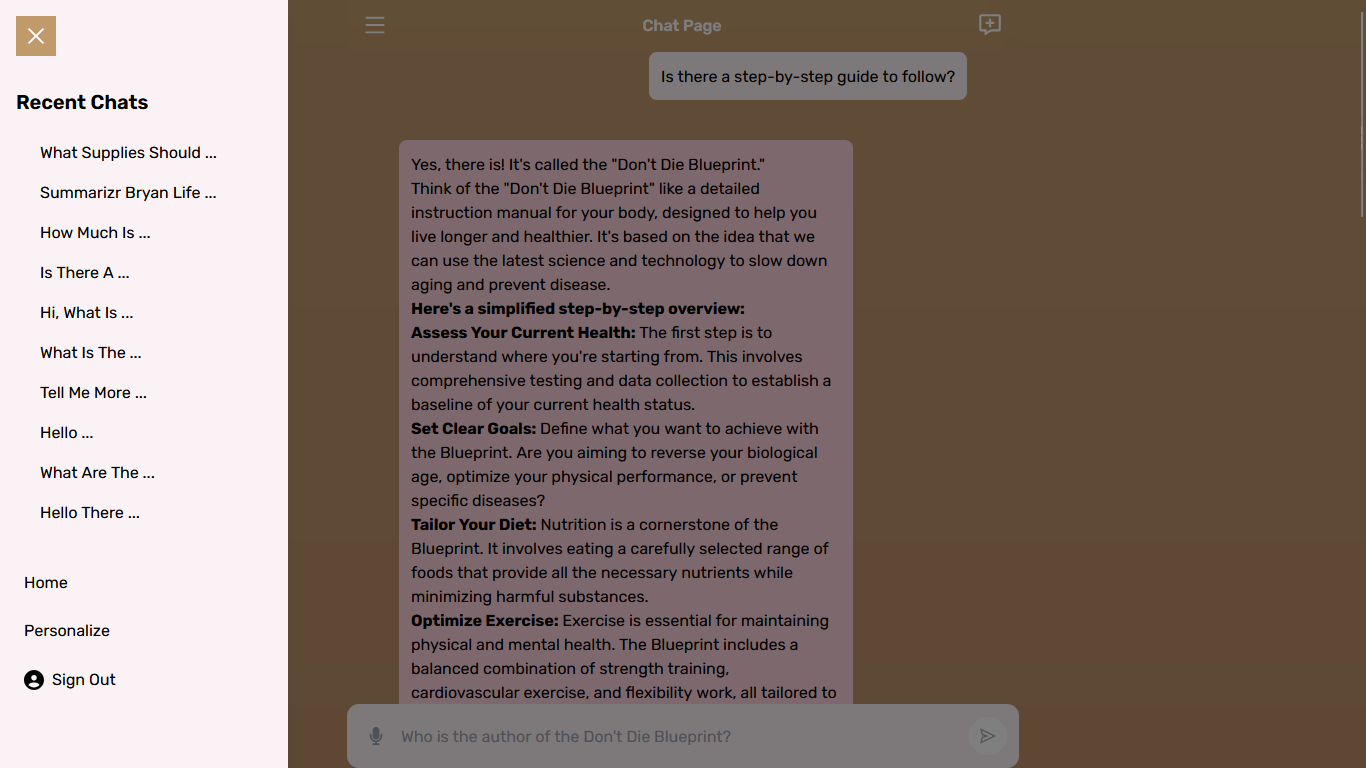 Recent Chats
What Supplies Should ...
Summarizr Bryan Life ...
How Much Is ...
Is There A ...
Hi, What Is ...
What Is The ...
Tell Me More ...
Hello ...
What Are The ...
Hello There ...
Home
Personalize
Sign Out
Chat Page
Is there a step-by-step guide to follow?
Yes, there is! It's called the "Don't Die Blueprint."
Think of the "Don't Die Blueprint" like a detailed
instruction manual for your body, designed to help you
live longer and healthier. It's based on the idea that we
can use the latest science and technology to slow down
aging and prevent disease.
Here's a simplified step-by-step overview:
Assess Your Current Health: The first step is to
understand where you're starting from. This involves
comprehensive testing and data collection to establish a
baseline of your current health status.
Set Clear Goals: Define what you want to achieve with
the Blueprint. Are you aiming to reverse your biological
age, optimize your physical performance, or prevent
specific diseases?
Tailor Your Diet: Nutrition is a cornerstone of the
Blueprint. It involves eating a carefully selected range of
foods that provide all the necessary nutrients while
minimizing harmful substances.
Optimize Exercise: Exercise is essential for maintaining
physical and mental health. The Blueprint includes a
balanced combination of strength training,
cardiovascular exercise, and flexibility work, all tailored to
Who is the author of the Don't Die Blueprint?